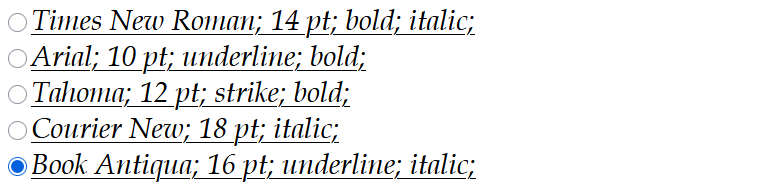 Times New Roman; 14 pt; bold; italic;
Arial; 10 pt; underline; bold;
Tahoma; 12 pt; strike; bold;
Courier New; 18 pt; italic;
Book Antiqua; 16 pt; underline; italic;